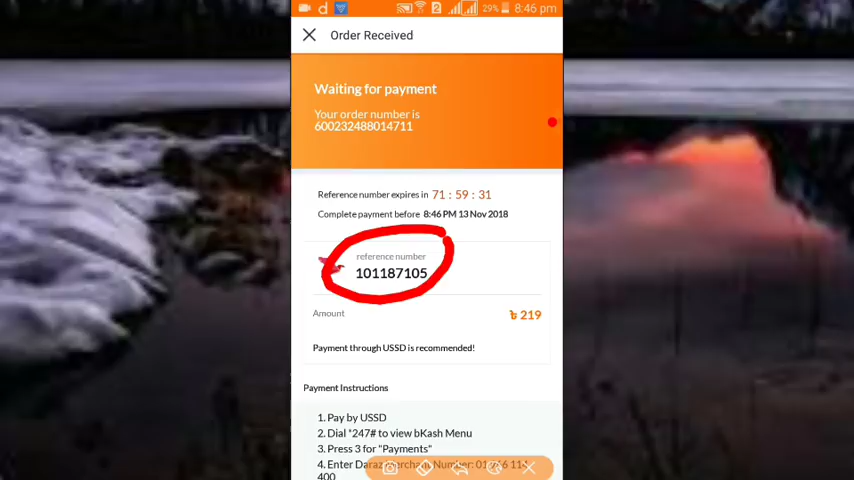 29% 8:46 pm
Order Received
Waiting for payment
Your order number is
600232488014711
Reference number expires in 71 : 59 : 31
Complete payment before 8:46 PM 13 Nov 2018
reference number
101187105
Amount ৳ 219
Payment through USSD is recommended!
Payment Instructions
1. Pay by USSD
2. Dial *247# to view bKash Menu
3. Press 3 for "Payments"
4. Enter Daraz Merchant Number:
400